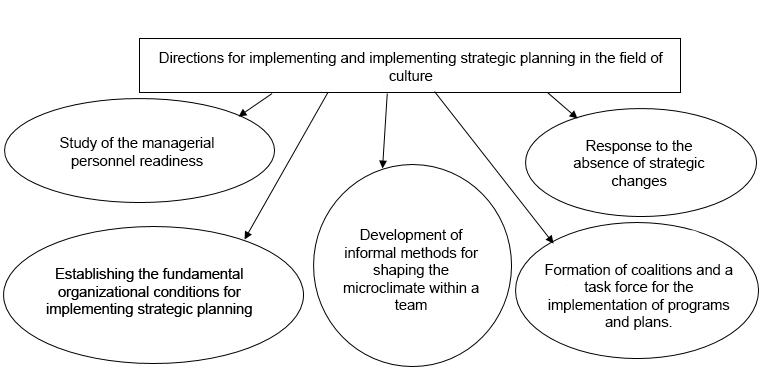 Directions for implementing and implementing strategic planning in the field of
culture
Study of the managerial
personnel readiness
Response to the
absence of strategic
changes
Establishing the fundamental
organizational conditions for
implementing strategic planning
Development of
informal methods for
shaping the
microclimate within a
team
Formation of coalitions and a
task force for the
implementation of programs
and plans.